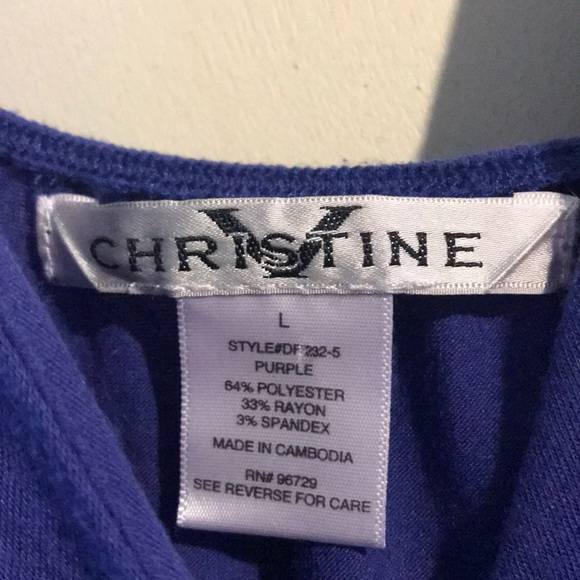 CHRISTINE V
L
STYLE#DR232-5
PURPLE
64% POLYESTER
33% RAYON
3% SPANDEX
MADE IN CAMBODIA
RN# 96729
SEE REVERSE FOR CARE